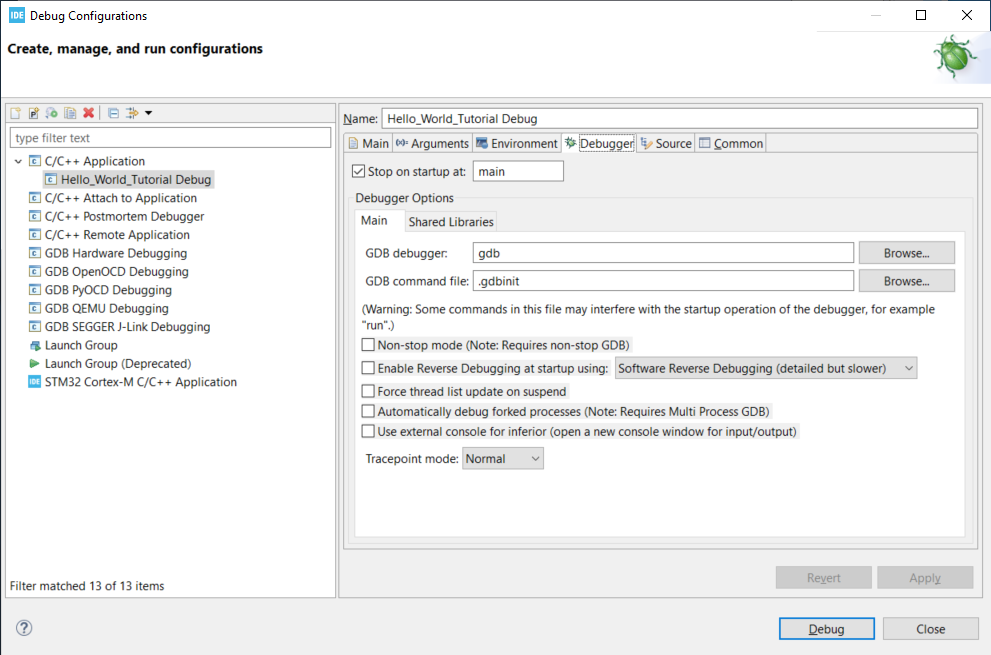 IDE Debug Configurations
Create, manage, and run configurations
type filter text
C/C++ Application
Hello_World_Tutorial Debug
C/C++ Attach to Application
C/C++ Postmortem Debugger
C/C++ Remote Application
GDB Hardware Debugging
GDB OpenOCD Debugging
GDB PyOCD Debugging
GDB QEMU Debugging
GDB SEGGER J-Link Debugging
Launch Group
Launch Group (Deprecated)
IDE STM32 Cortex-M C/C++ Application
Filter matched 13 of 13 items
Name: Hello_World_Tutorial Debug
Main Arguments Environment Debugger Source Common
Stop on startup at: main
Debugger Options
Main Shared Libraries
GDB debugger: gdb Browse...
GDB command file: .gdbinit Browse...
(Warning: Some commands in this file may interfere with the startup operation of the debugger, for example
"run".)
Non-stop mode (Note: Requires non-stop GDB)
Enable Reverse Debugging at startup using: Software Reverse Debugging (detailed but slower)
Force thread list update on suspend
Automatically debug forked processes (Note: Requires Multi Process GDB)
Use external console for inferior (open a new console window for input/output)
Tracepoint mode: Normal
Revert Apply
? Debug Close